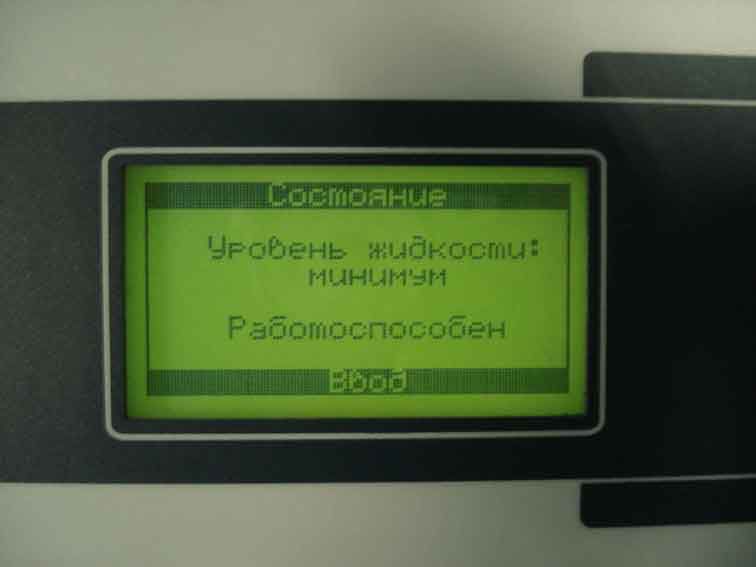 Состояние
Уровень жидкости:
минимум
Работоспособен
Ввод